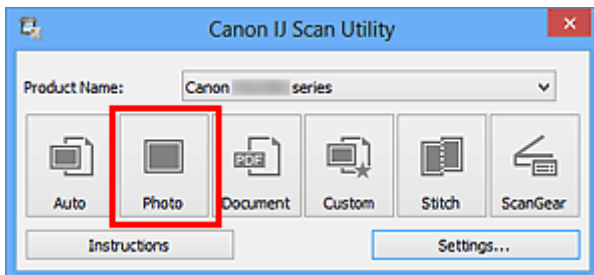 Canon IJ Scan Utility
Product Name: Canon series
PDF
Auto Photo Document Custom Stitch ScanGear
Instructions Settings...